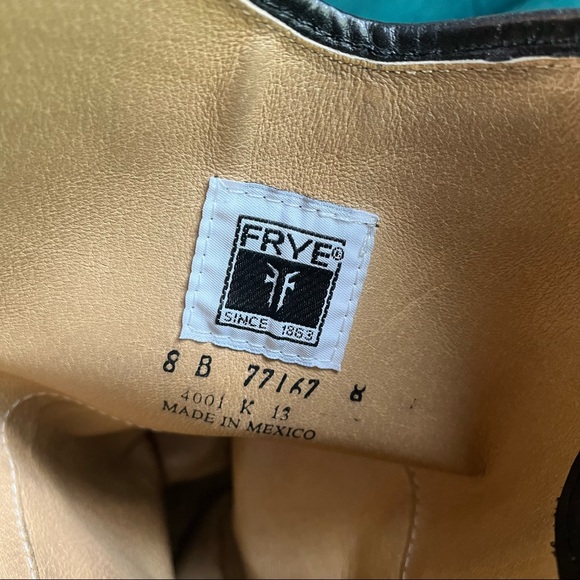 FRYE®
SINCE 1863
8 B 77167 8
4001 K 13
MADE IN MEXICO